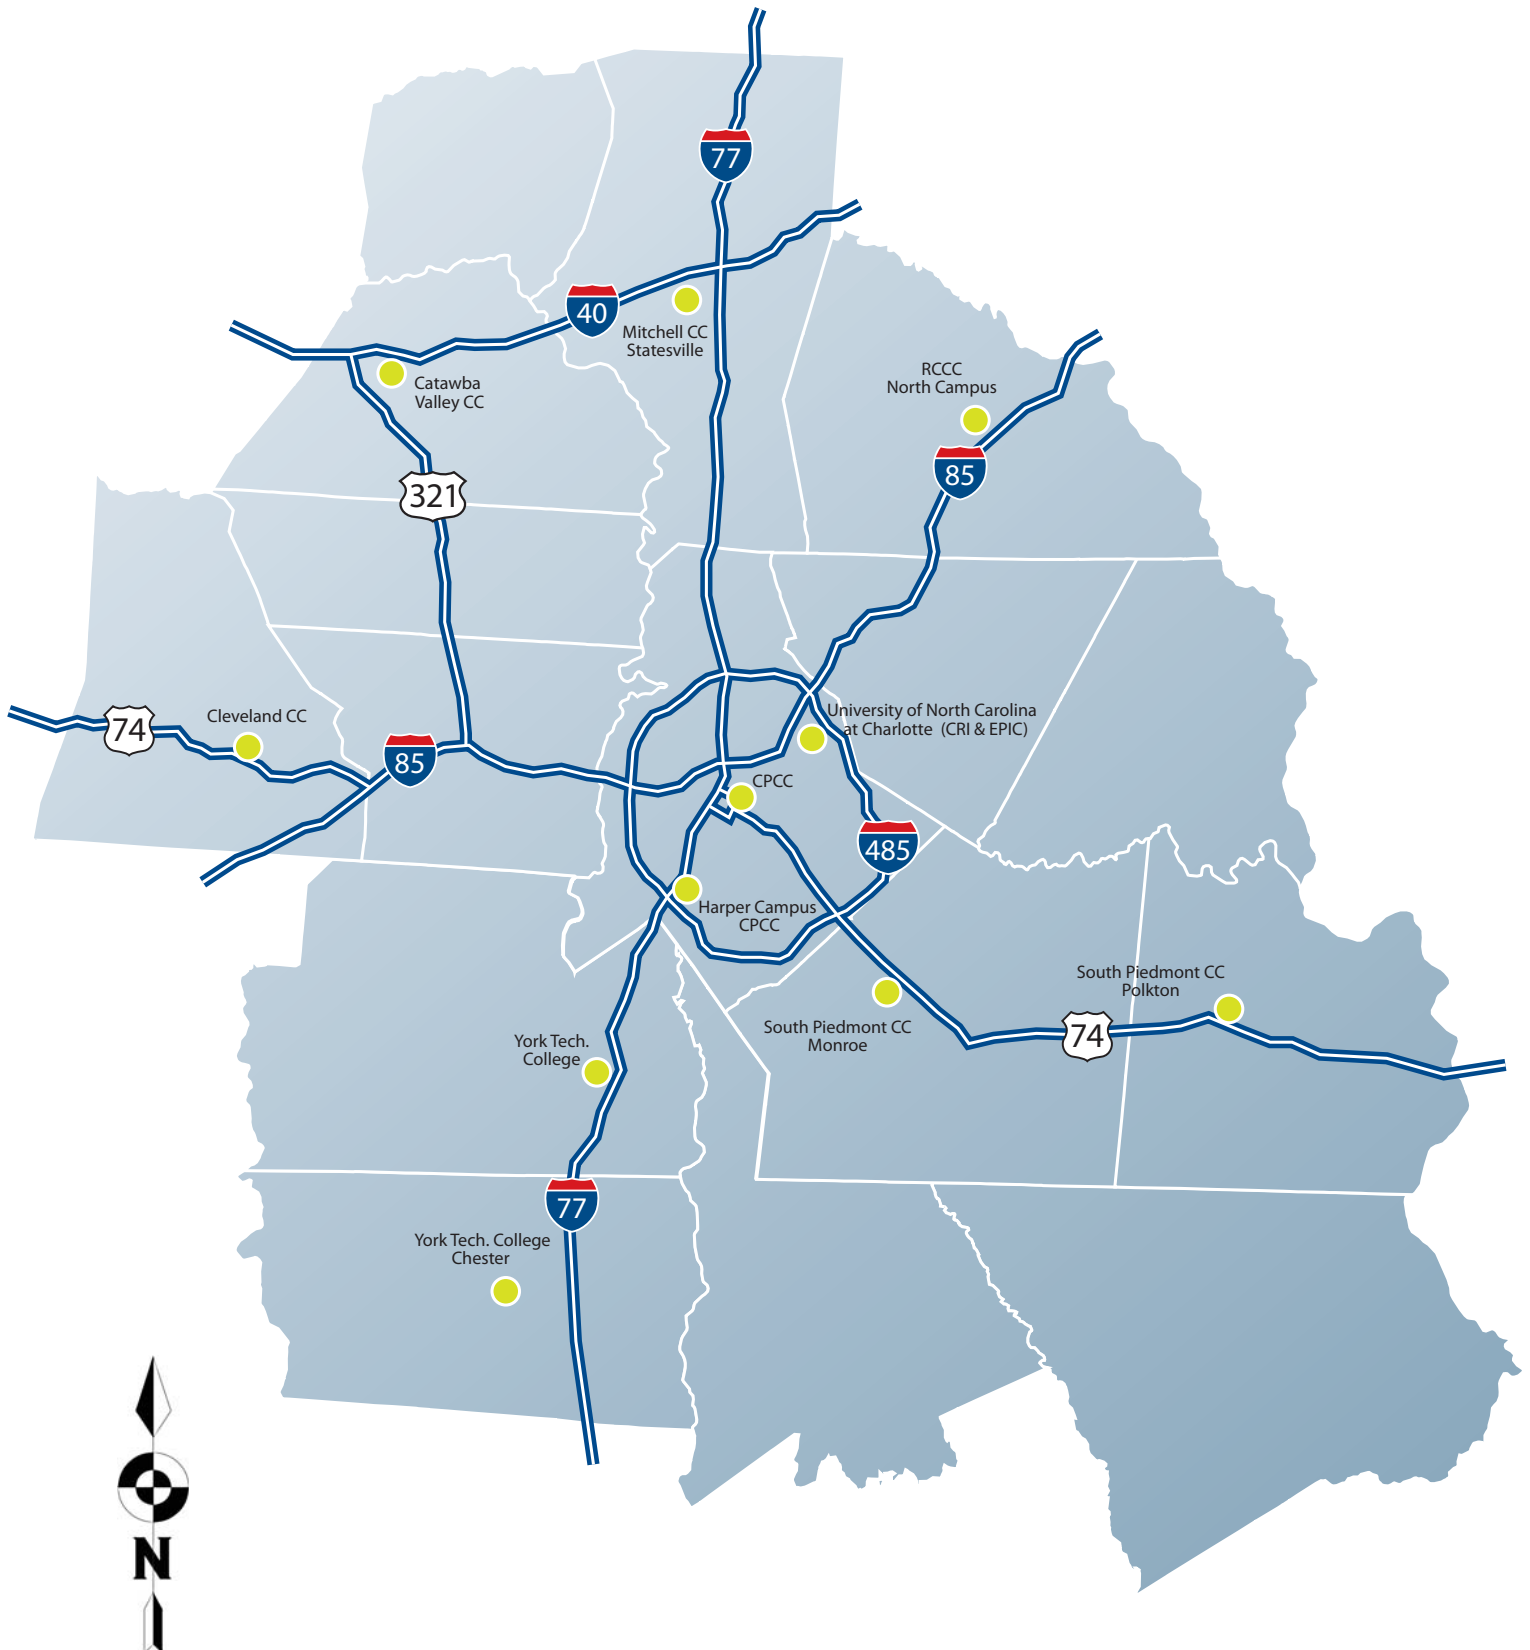 77
40
Mitchell CC
Statesville
Catawba
Valley CC
RCCC
North Campus
85
321
Cleveland CC
74
85
University of North Carolina
at Charlotte (CRI & EPIC)
CPCC
485
Harper Campus
CPCC
South Piedmont CC
Polkton
South Piedmont CC
Monroe
74
York Tech.
College
77
York Tech. College
Chester
N